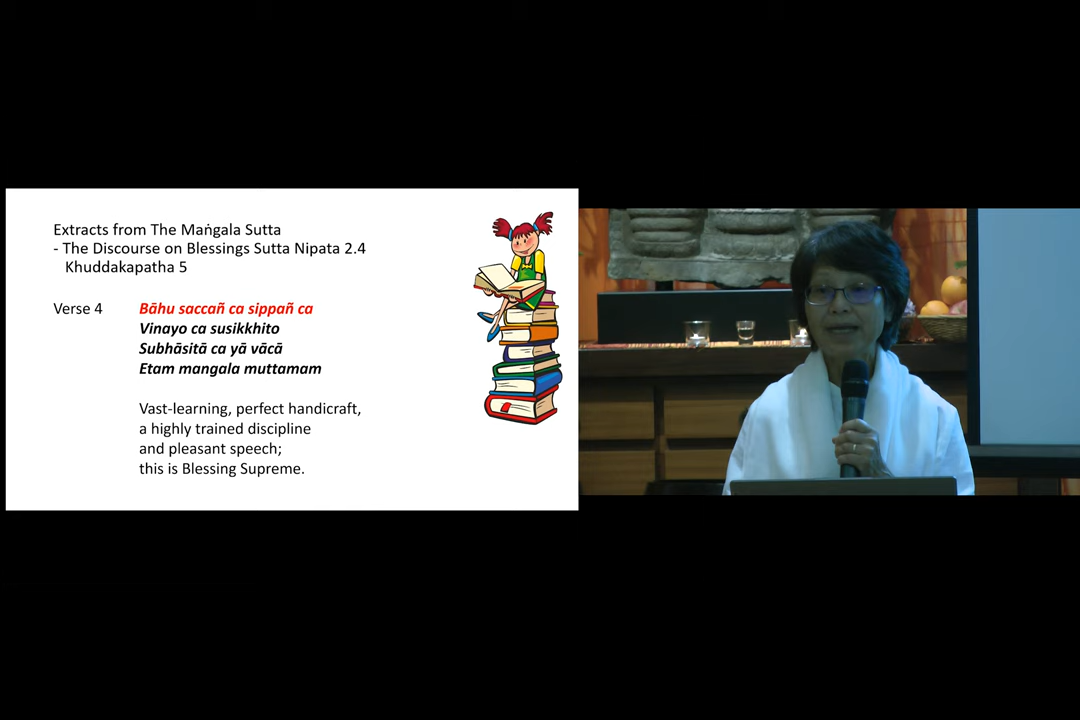 Extracts from The Maṅgala Sutta
- The Discourse on Blessings Sutta Nipata 2.4
Khuddakapatha 5
Verse 4
Bāhu saccañ ca sippañ ca
Vinayo ca susikkhito
Subhāsitā ca yā vācā
Etam mangala muttamam
Vast-learning, perfect handicraft,
a highly trained discipline
and pleasant speech;
this is Blessing Supreme.